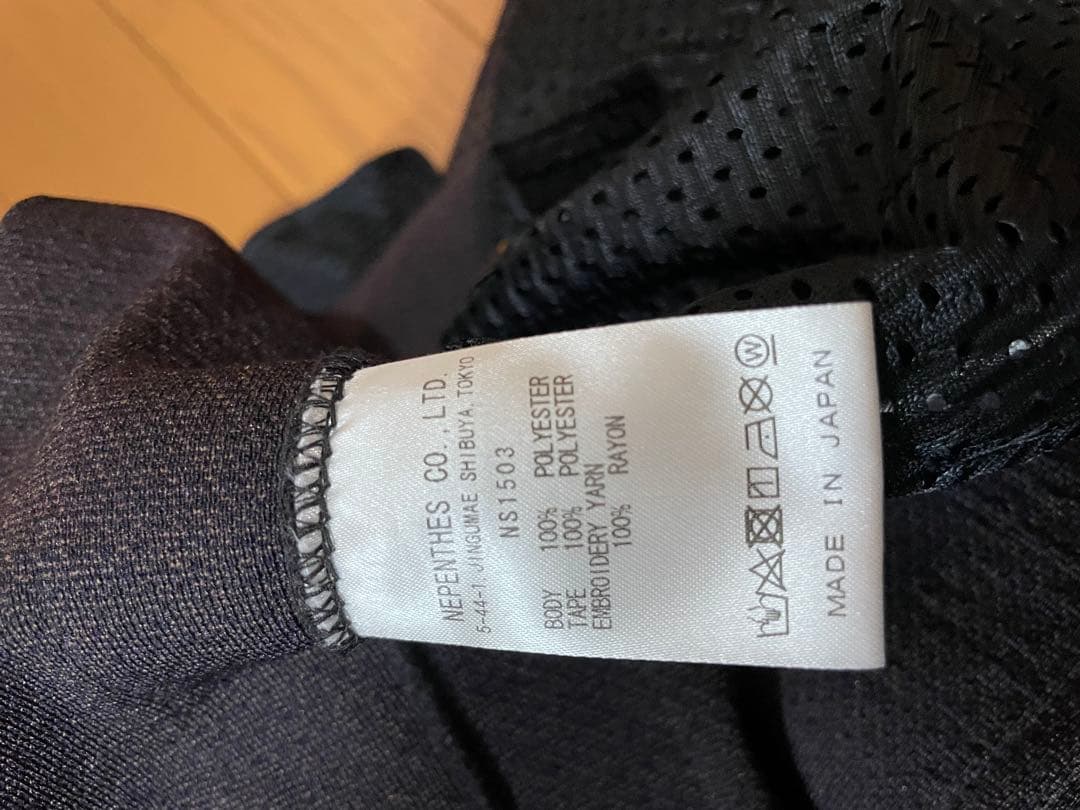 NEPENTHES CO.,LTD.
5-44-1 JINGUMAE SHIBUYA,TOKYO
NS1503
BODY 100% POLYESTER
TAPE 100% POLYESTER
EMBROIDERY YARN
100% RAYON
W
MADE IN JAPAN